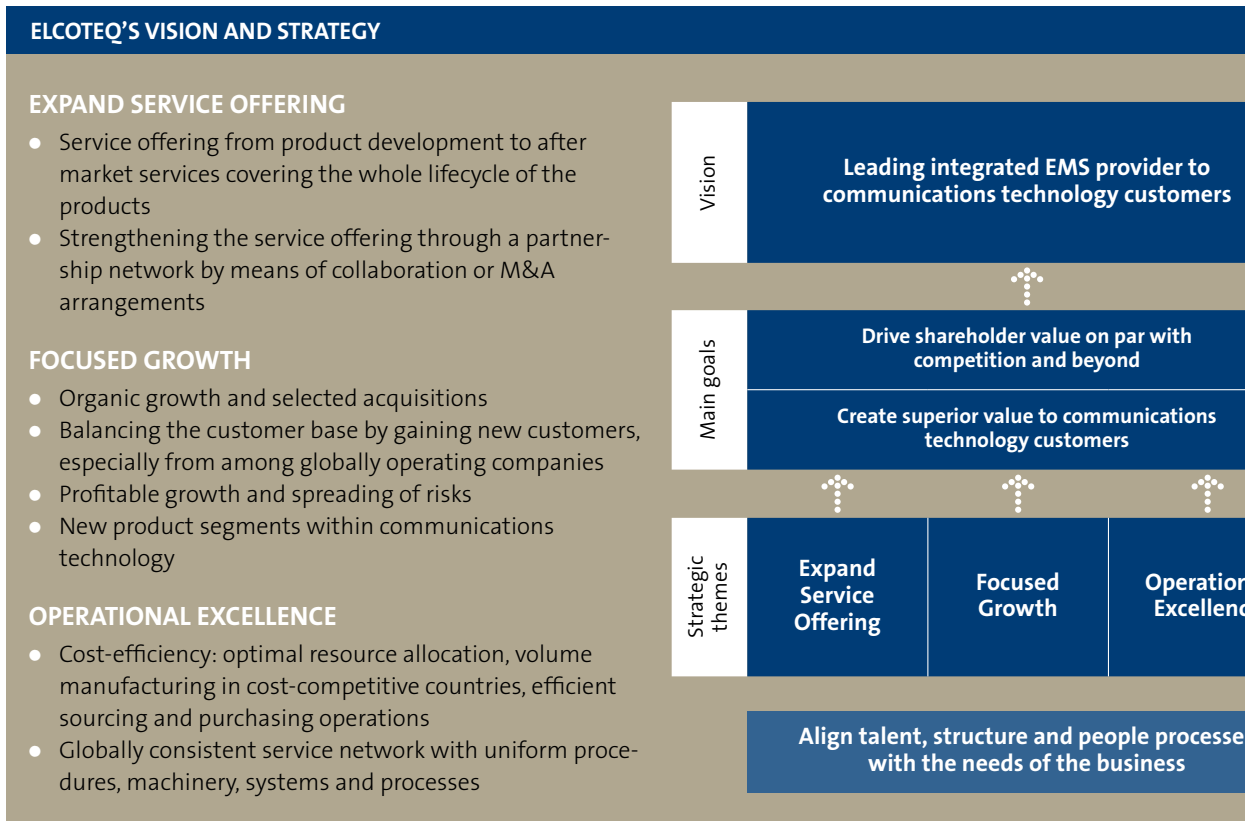 ELCOTEQ'S VISION AND STRATEGY
EXPAND SERVICE OFFERING
● Service offering from product development to after
market services covering the whole lifecycle of the
products
● Strengthening the service offering through a partner-
ship network by means of collaboration or M&A
arrangements
FOCUSED GROWTH
● Organic growth and selected acquisitions
● Balancing the customer base by gaining new customers,
especially from among globally operating companies
● Profitable growth and spreading of risks
● New product segments within communications
technology
OPERATIONAL EXCELLENCE
● Cost-efficiency: optimal resource allocation, volume
manufacturing in cost-competitive countries, efficient
sourcing and purchasing operations
● Globally consistent service network with uniform proce-
dures, machinery, systems and processes
Vision
Leading integrated EMS provider to
communications technology customers
Main goals
Drive shareholder value on par with
competition and beyond
Create superior value to communications
technology customers
Strategic
themes
Expand
Service
Offering
Focused
Growth
Operation
Excellenc
Align talent, structure and people processe
with the needs of the business